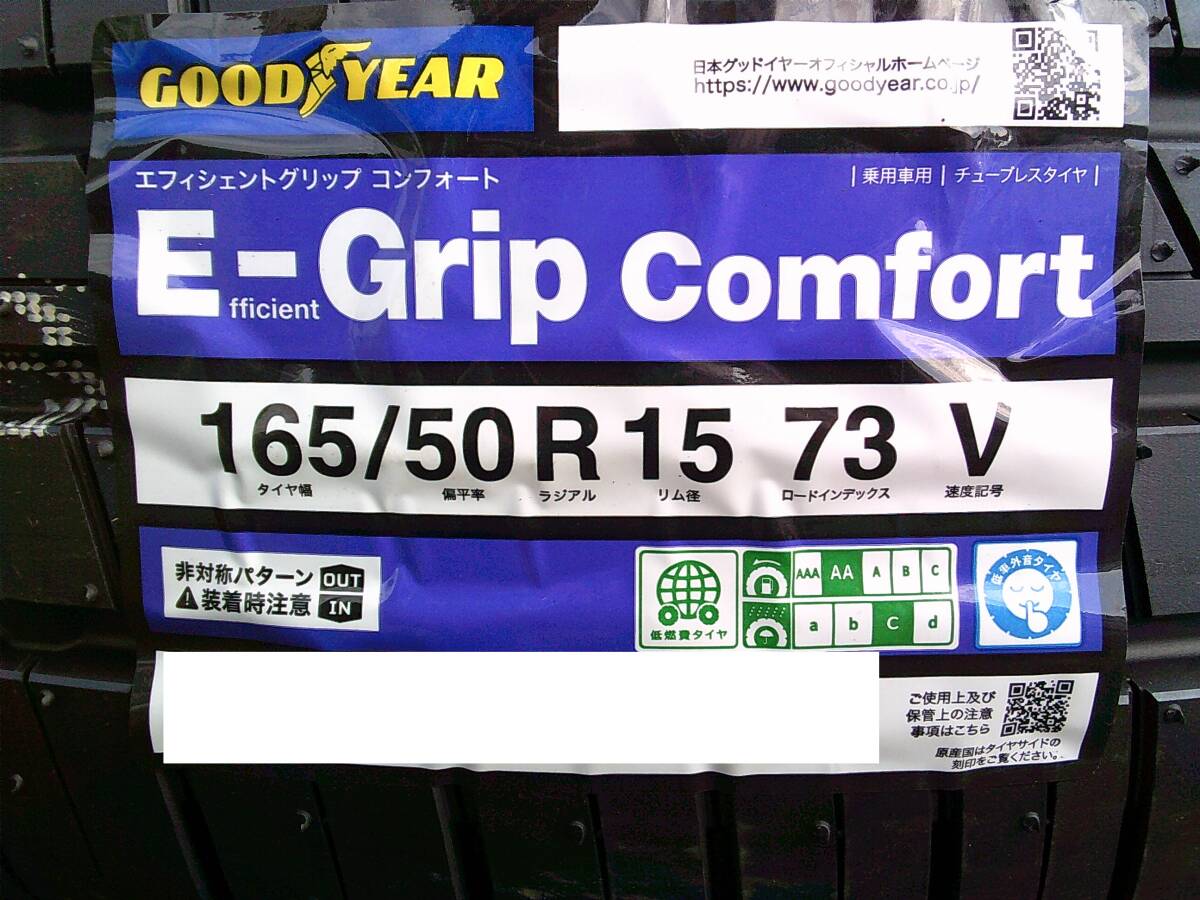 GOODYEAR
日本グッドイヤーオフィシャルホームページ
https://www.goodyear.co.jp/
エフィシェントグリップ コンフォート
|乗用車用|チューブレスタイヤ|
E-Grip Comfort
fficient
165/50 R 15 73 V
タイヤ幅 偏平率 ラジアル リム径 ロードインデックス 速度記号
非対称パターン OUT
装着時注意 IN
低燃費タイヤ
AAA AA A B C
a b c d
低車外音タイヤ
ご使用上及び
保管上の注意
事項はこちら
原産国はタイヤサイドの
刻印をご覧ください。